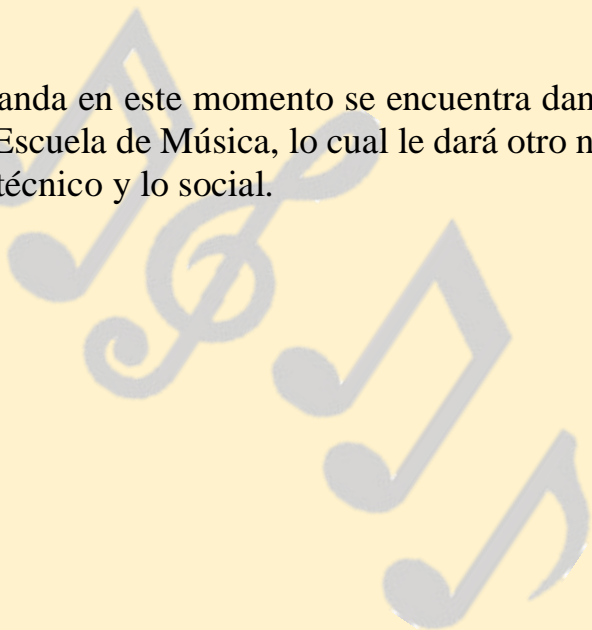 anda en este momento se encuentra dan
Escuela de Música, lo cual le dará otro n
técnico y lo social.